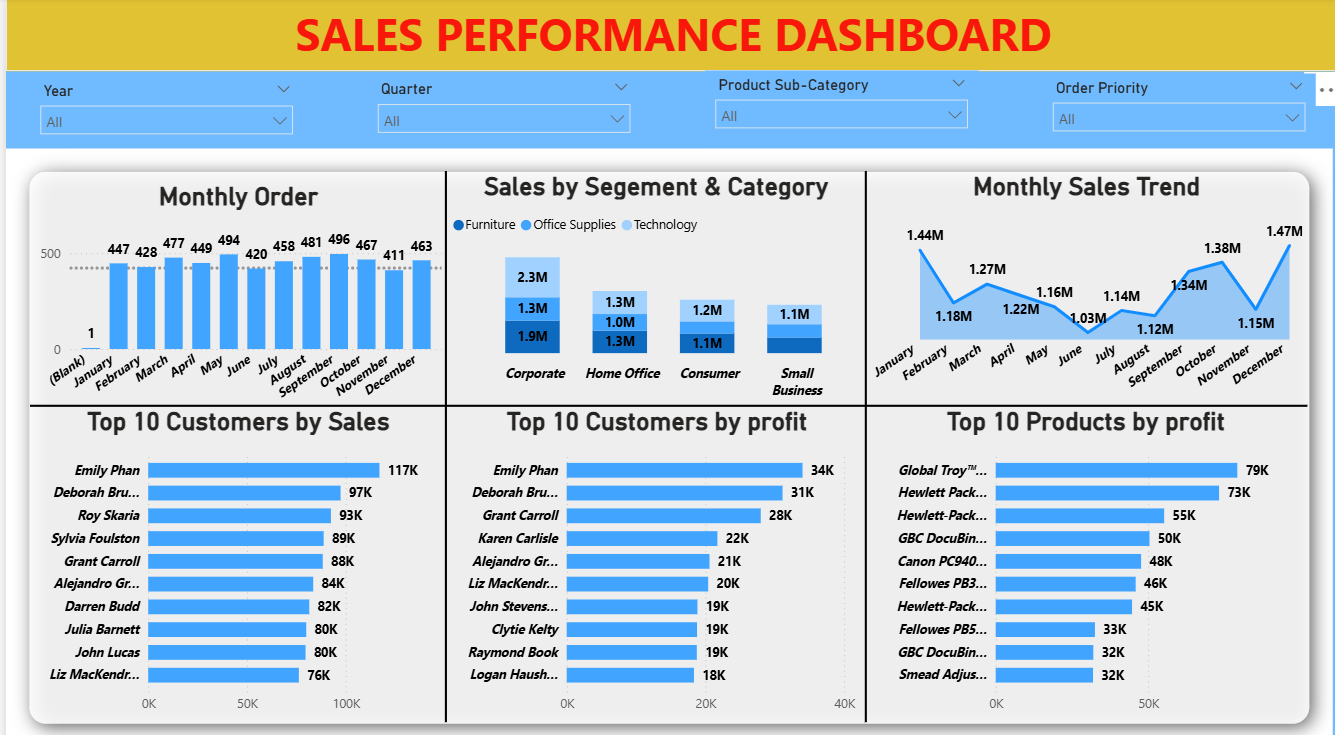 SALES PERFORMANCE DASHBOARD
Year
All
Quarter
All
Product Sub-Category
All
Order Priority
All
Monthly Order
500
0
1
447
428
477
449
494
420
458
481
496
467
411
463
(Blank)
January
February
March
April
May
June
July
August
September
October
November
December
Sales by Segement & Category
Furniture Office Supplies Technology
2.3M
1.3M
1.9M
1.3M
1.0M
1.3M
1.2M
1.1M
1.1M
Corporate
Home Office
Consumer
Small
Business
Monthly Sales Trend
1.44M
1.18M
1.27M
1.22M
1.16M
1.03M
1.14M
1.12M
1.34M
1.38M
1.15M
1.47M
January
February
March
April
May
June
July
August
September
October
November
December
Top 10 Customers by Sales
Emily Phan 117K
Deborah Bru... 97K
Roy Skaria 93K
Sylvia Foulston 89K
Grant Carroll 88K
Alejandro Gr... 84K
Darren Budd 82K
Julia Barnett 80K
John Lucas 80K
Liz MacKendr... 76K
0K 50K 100K
Top 10 Customers by profit
Emily Phan 34K
Deborah Bru... 31K
Grant Carroll 28K
Karen Carlisle 22K
Alejandro Gr... 21K
Liz MacKendr... 20K
John Stevens... 19K
Clytie Kelty 19K
Raymond Book 19K
Logan Haush... 18K
0K 20K 40K
Top 10 Products by profit
Global Troy™... 79K
Hewlett Pack... 73K
Hewlett-Pack... 55K
GBC DocuBin... 50K
Canon PC940... 48K
Fellowes PB3... 46K
Hewlett-Pack... 45K
Fellowes PB5... 33K
GBC DocuBin... 32K
Smead Adjus... 32K
0K 50K